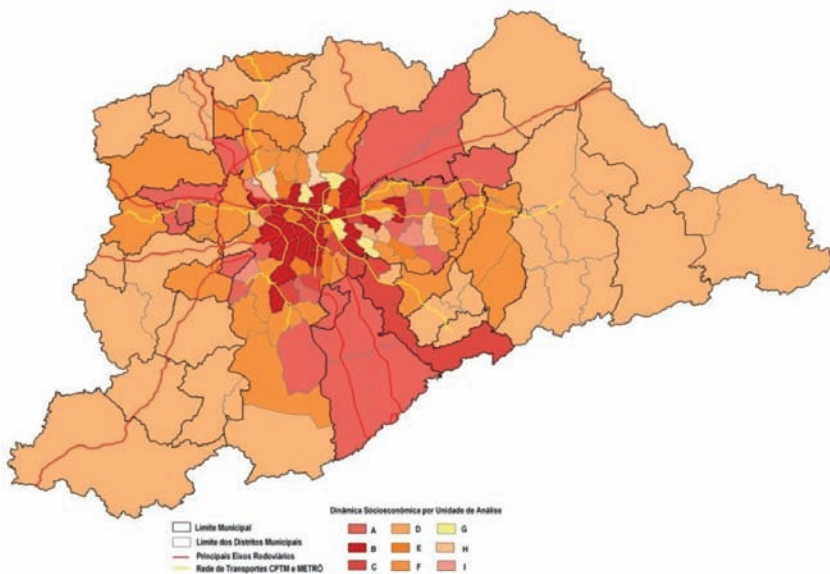 Dinâmica Sócioeconômica por Unidade de Análise
Limite Municipal
Limite dos Distritos Municipais
Principais Eixos Rodoviários
Rede de Transportes CPTM e METRÔ
A D G
B E H
C F I